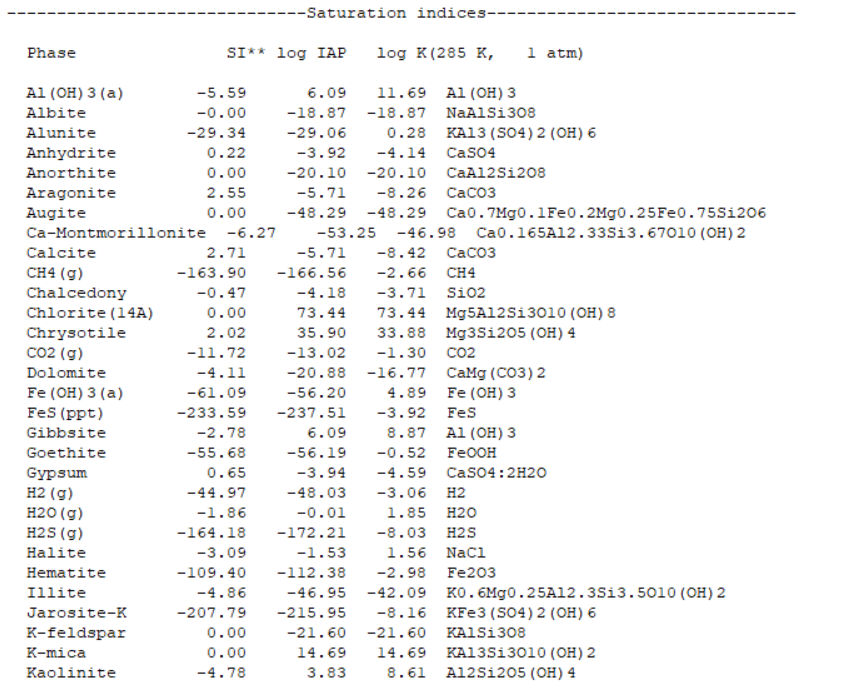 ------------------------------Saturation indices-------------------------------
Phase SI** log IAP log K(285 K, 1 atm)
Al(OH)3(a) -5.59 6.09 11.69 Al(OH)3
Albite -0.00 -18.87 -18.87 NaAlSi3O8
Alunite -29.34 -29.06 0.28 KAl3(SO4)2(OH)6
Anhydrite 0.22 -3.92 -4.14 CaSO4
Anorthite 0.00 -20.10 -20.10 CaAl2Si2O8
Aragonite 2.55 -5.71 -8.26 CaCO3
Augite 0.00 -48.29 -48.29 Ca0.7Mg0.1Fe0.2Mg0.25Fe0.75Si2O6
Ca-Montmorillonite -6.27 -53.25 -46.98 Ca0.165Al2.33Si3.67O10(OH)2
Calcite 2.71 -5.71 -8.42 CaCO3
CH4(g) -163.90 -166.56 -2.66 CH4
Chalcedony -0.47 -4.18 -3.71 SiO2
Chlorite(14A) 0.00 73.44 73.44 Mg5Al2Si3O10(OH)8
Chrysotile 2.02 35.90 33.88 Mg3Si2O5(OH)4
CO2(g) -11.72 -13.02 -1.30 CO2
Dolomite -4.11 -20.88 -16.77 CaMg(CO3)2
Fe(OH)3(a) -61.09 -56.20 4.89 Fe(OH)3
FeS(ppt) -233.59 -237.51 -3.92 FeS
Gibbsite -2.78 6.09 8.87 Al(OH)3
Goethite -55.68 -56.19 -0.52 FeOOH
Gypsum 0.65 -3.94 -4.59 CaSO4:2H2O
H2(g) -44.97 -48.03 -3.06 H2
H2O(g) -1.86 -0.01 1.85 H2O
H2S(g) -164.18 -172.21 -8.03 H2S
Halite -3.09 -1.53 1.56 NaCl
Hematite -109.40 -112.38 -2.98 Fe2O3
Illite -4.86 -46.95 -42.09 K0.6Mg0.25Al2.3Si3.5O10(OH)2
Jarosite-K -207.79 -215.95 -8.16 KFe3(SO4)2(OH)6
K-feldspar 0.00 -21.60 -21.60 KAlSi3O8
K-mica 0.00 14.69 14.69 KAl3Si3O10(OH)2
Kaolinite -4.78 3.83 8.61 Al2Si2O5(OH)4